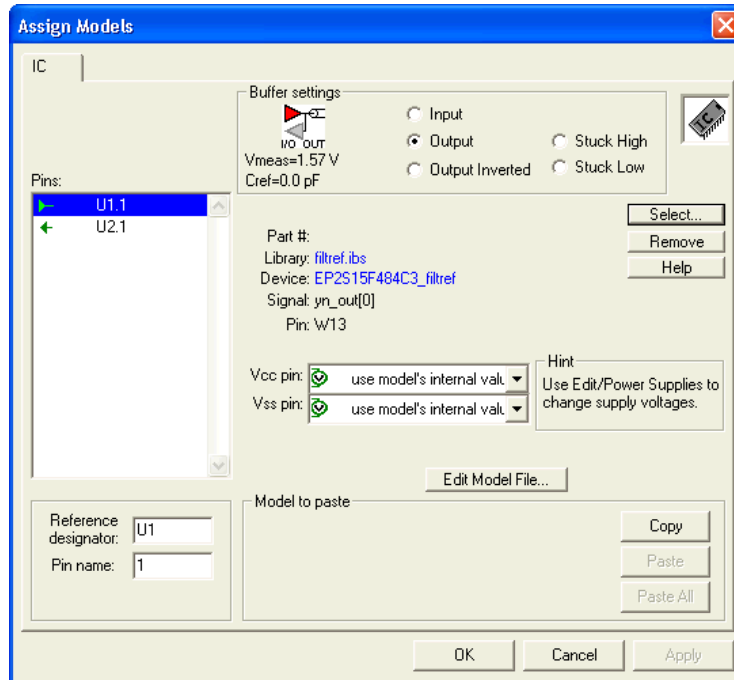 Assign Models
IC
Buffer settings
I/O OUT
Vmeas=1.57 V
Cref=0.0 pF
Input
Output
Output Inverted
Stuck High
Stuck Low
IC
Pins:
U1.1
U2.1
Select...
Remove
Help
Part #:
Library: filtref.ibs
Device: EP2S15F484C3_filtref
Signal: yn_out[0]
Pin: W13
Vcc pin: use model's internal valu
Vss pin: use model's internal valu
Hint
Use Edit/Power Supplies to
change supply voltages.
Edit Model File...
Reference
designator: U1
Pin name: 1
Model to paste
Copy
Paste
Paste All
OK
Cancel
Apply